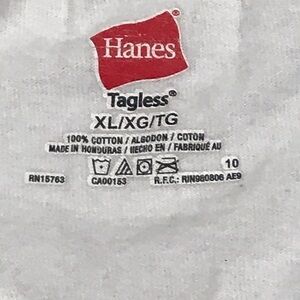 Hanes®
Tagless®
XL/XG/TG
100% COTTON / ALGODON / COTON
MADE IN HONDURAS / HECHO EN / FABRIQUÉ AU
10
RN15763 CA00153 R.F.C.: RIN980806 AE9